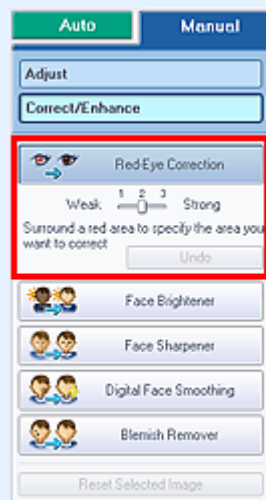 Auto Manual
Adjust
Correct/Enhance
Red-Eye Correction
1 2 3
Weak Strong
Surround a red area to specify the area you
want to correct
Undo
Face Brightener
Face Sharpener
Digital Face Smoothing
Blemish Remover
Reset Selected Image